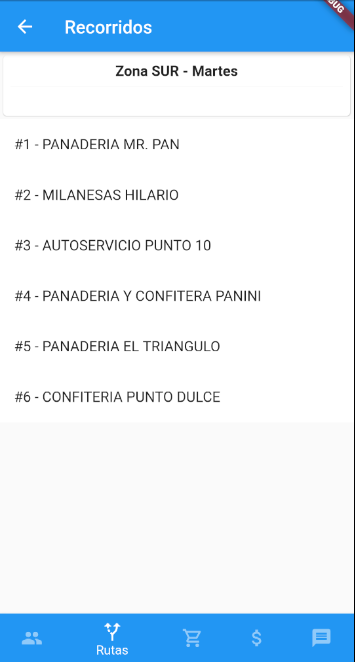 Recorridos
Zona SUR - Martes
#1 - PANADERIA MR. PAN
#2 - MILANESAS HILARIO
#3 - AUTOSERVICIO PUNTO 10
#4 - PANADERIA Y CONFITERA PANINI
#5 - PANADERIA EL TRIANGULO
#6 - CONFITERIA PUNTO DULCE
Rutas